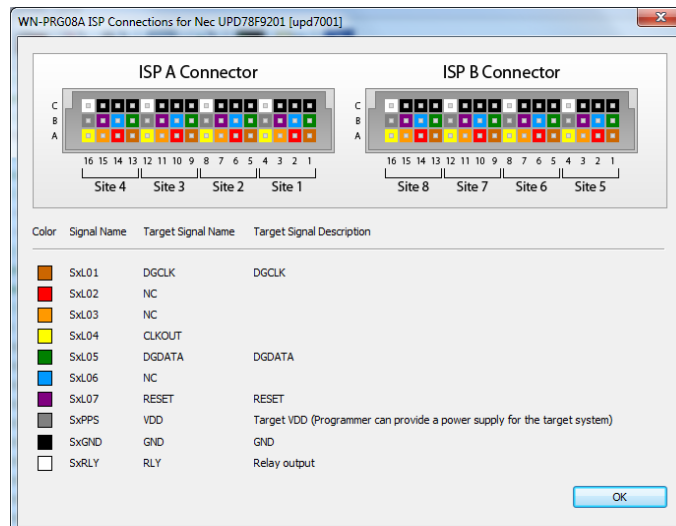 WN-PRG08A ISP Connections for Nec UPD78F9201 [upd7001]
ISP A Connector
ISP B Connector
C
B
A
16 15 14 13 12 11 10 9 8 7 6 5 4 3 2 1
Site 4 Site 3 Site 2 Site 1
C
B
A
16 15 14 13 12 11 10 9 8 7 6 5 4 3 2 1
Site 8 Site 7 Site 6 Site 5
Color Signal Name Target Signal Name Target Signal Description
SxL01 DGCLK DGCLK
SxL02 NC
SxL03 NC
SxL04 CLKOUT
SxL05 DGDATA DGDATA
SxL06 NC
SxL07 RESET RESET
SxPPS VDD Target VDD (Programmer can provide a power supply for the target system)
SxGND GND GND
SxRLY RLY Relay output
OK